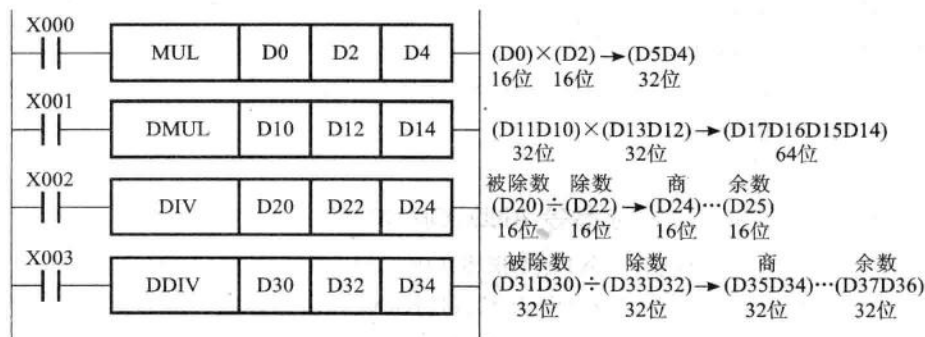 X000
MUL D0 D2 D4 (D0)×(D2)→(D5D4)
16位 16位 32位
X001
DMUL D10 D12 D14 (D11D10)×(D13D12)→(D17D16D15D14)
32位 32位 64位
X002 被除数 除数 商 余数
DIV D20 D22 D24 (D20)÷(D22)→(D24)…(D25)
16位 16位 16位 16位
X003 被除数 除数 商 余数
DDIV D30 D32 D34 (D31D30)÷(D33D32)→(D35D34)…(D37D36)
32位 32位 32位 32位